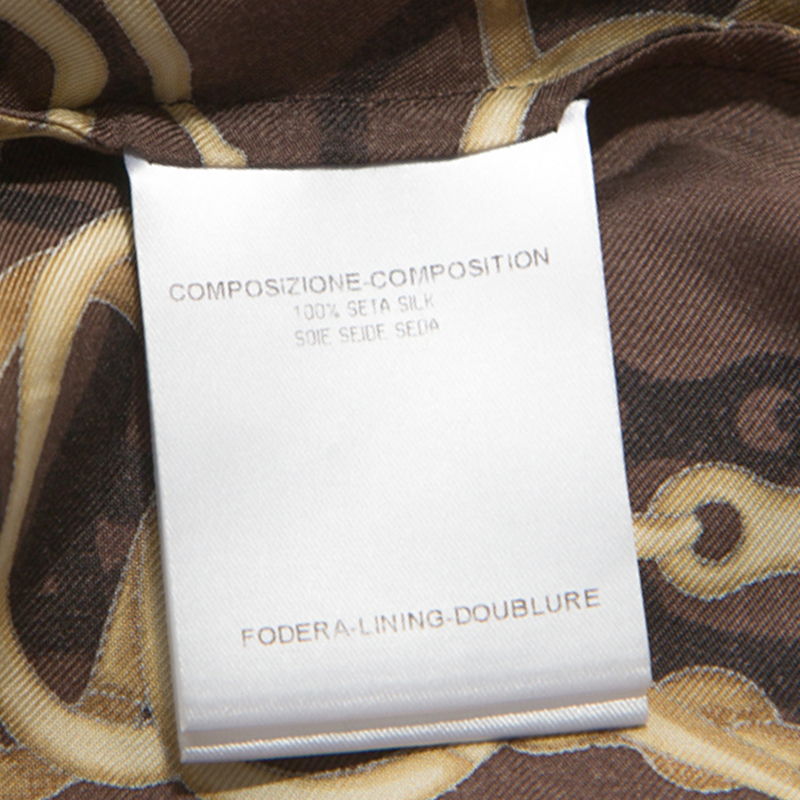 COMPOSIZIONE-COMPOSITION
100% SETA SILK
SOIE SEIDE SEDA
FODERA-LINING-DOUBLURE